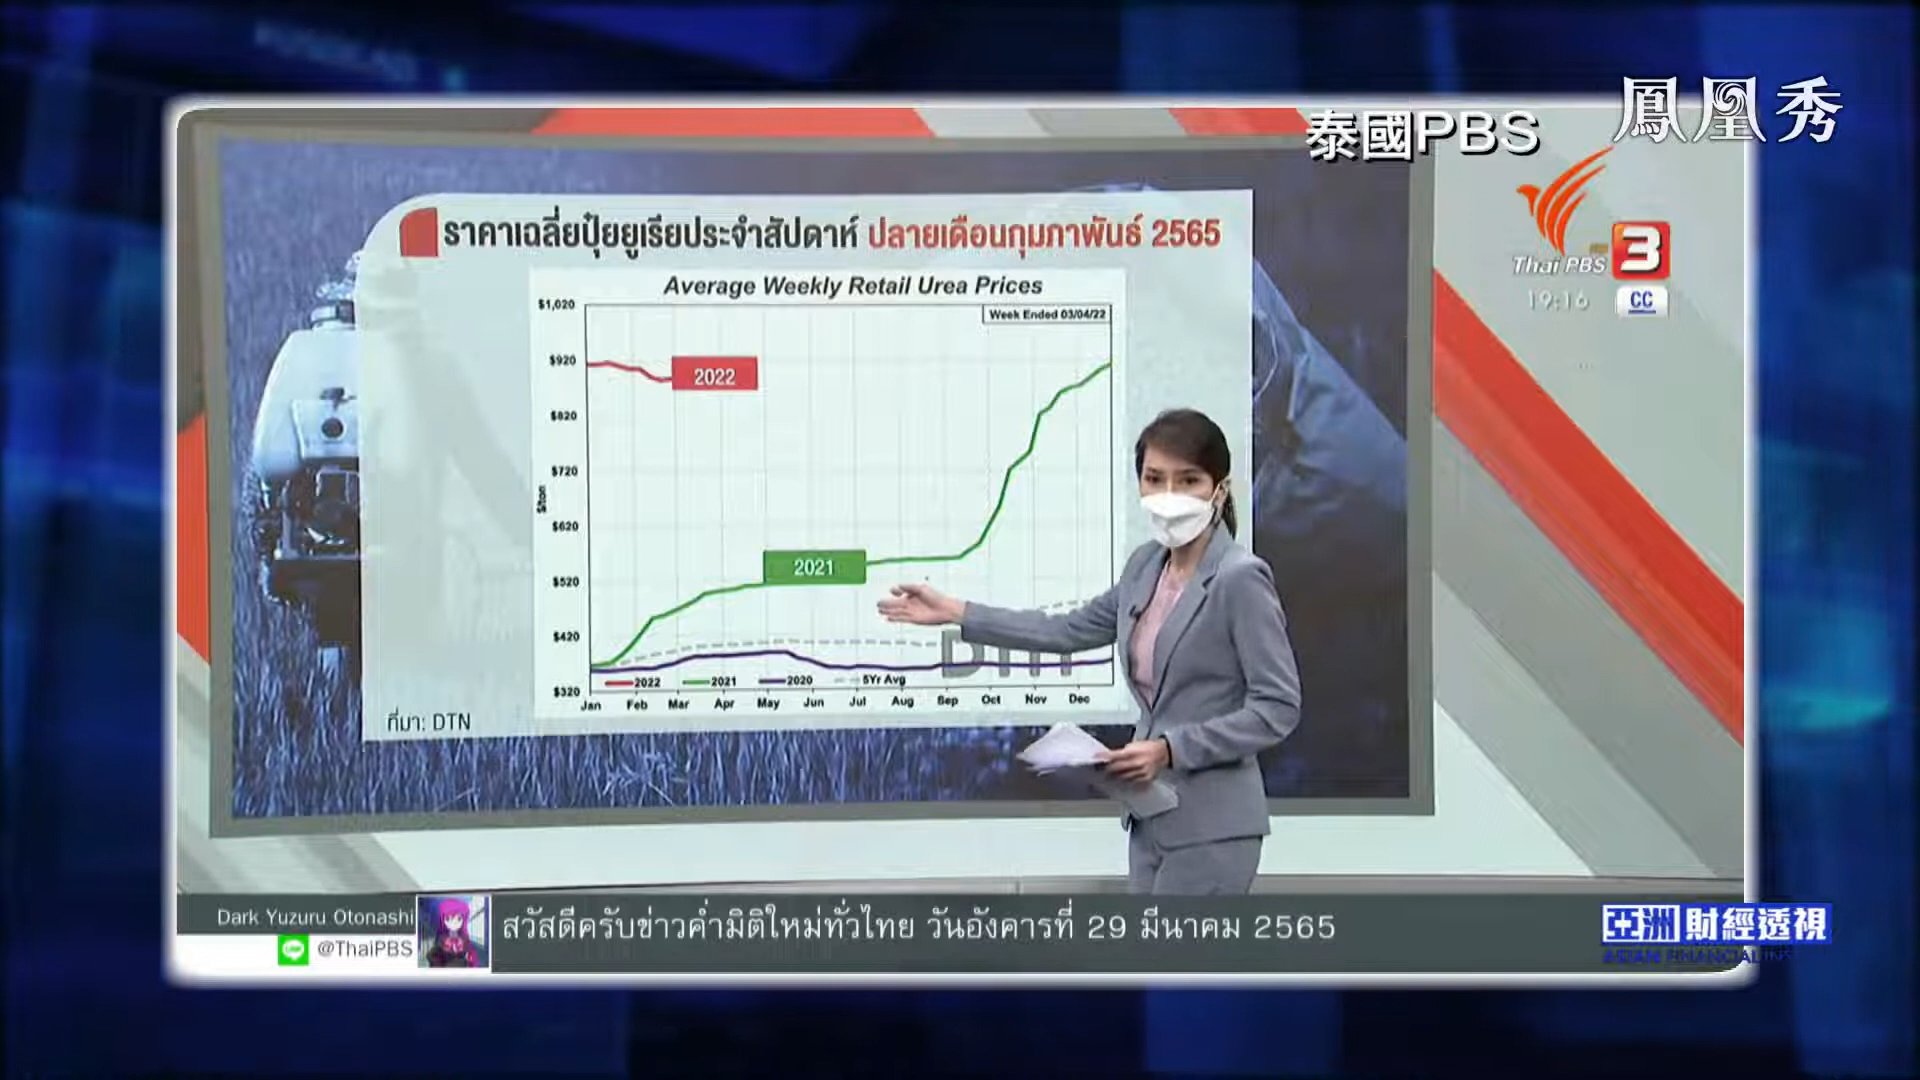 鳳凰秀
泰國PBS
Thai PBS
3
19:16
CC
ราคาเฉลี่ยปุ๋ยยูเรียประจำสัปดาห์ ปลายเดือนกุมภาพันธ์ 2565
Average Weekly Retail Urea Prices
Week Ended 03/04/22
$1,020
$920
$820
$720
$620
$520
$420
$320
$/ton
2022
2021
DTN
2022 2021 2020 5Yr Avg
Jan Feb Mar Apr May Jun Jul Aug Sep Oct Nov Dec
ที่มา: DTN
Dark Yuzuru Otonashi
@ThaiPBS
สวัสดีครับข่าวค่ำมิติใหม่ทั่วไทย วันอังคารที่ 29 มีนาคม 2565
亞洲財經透視
ASIAN FINANCIAL INS